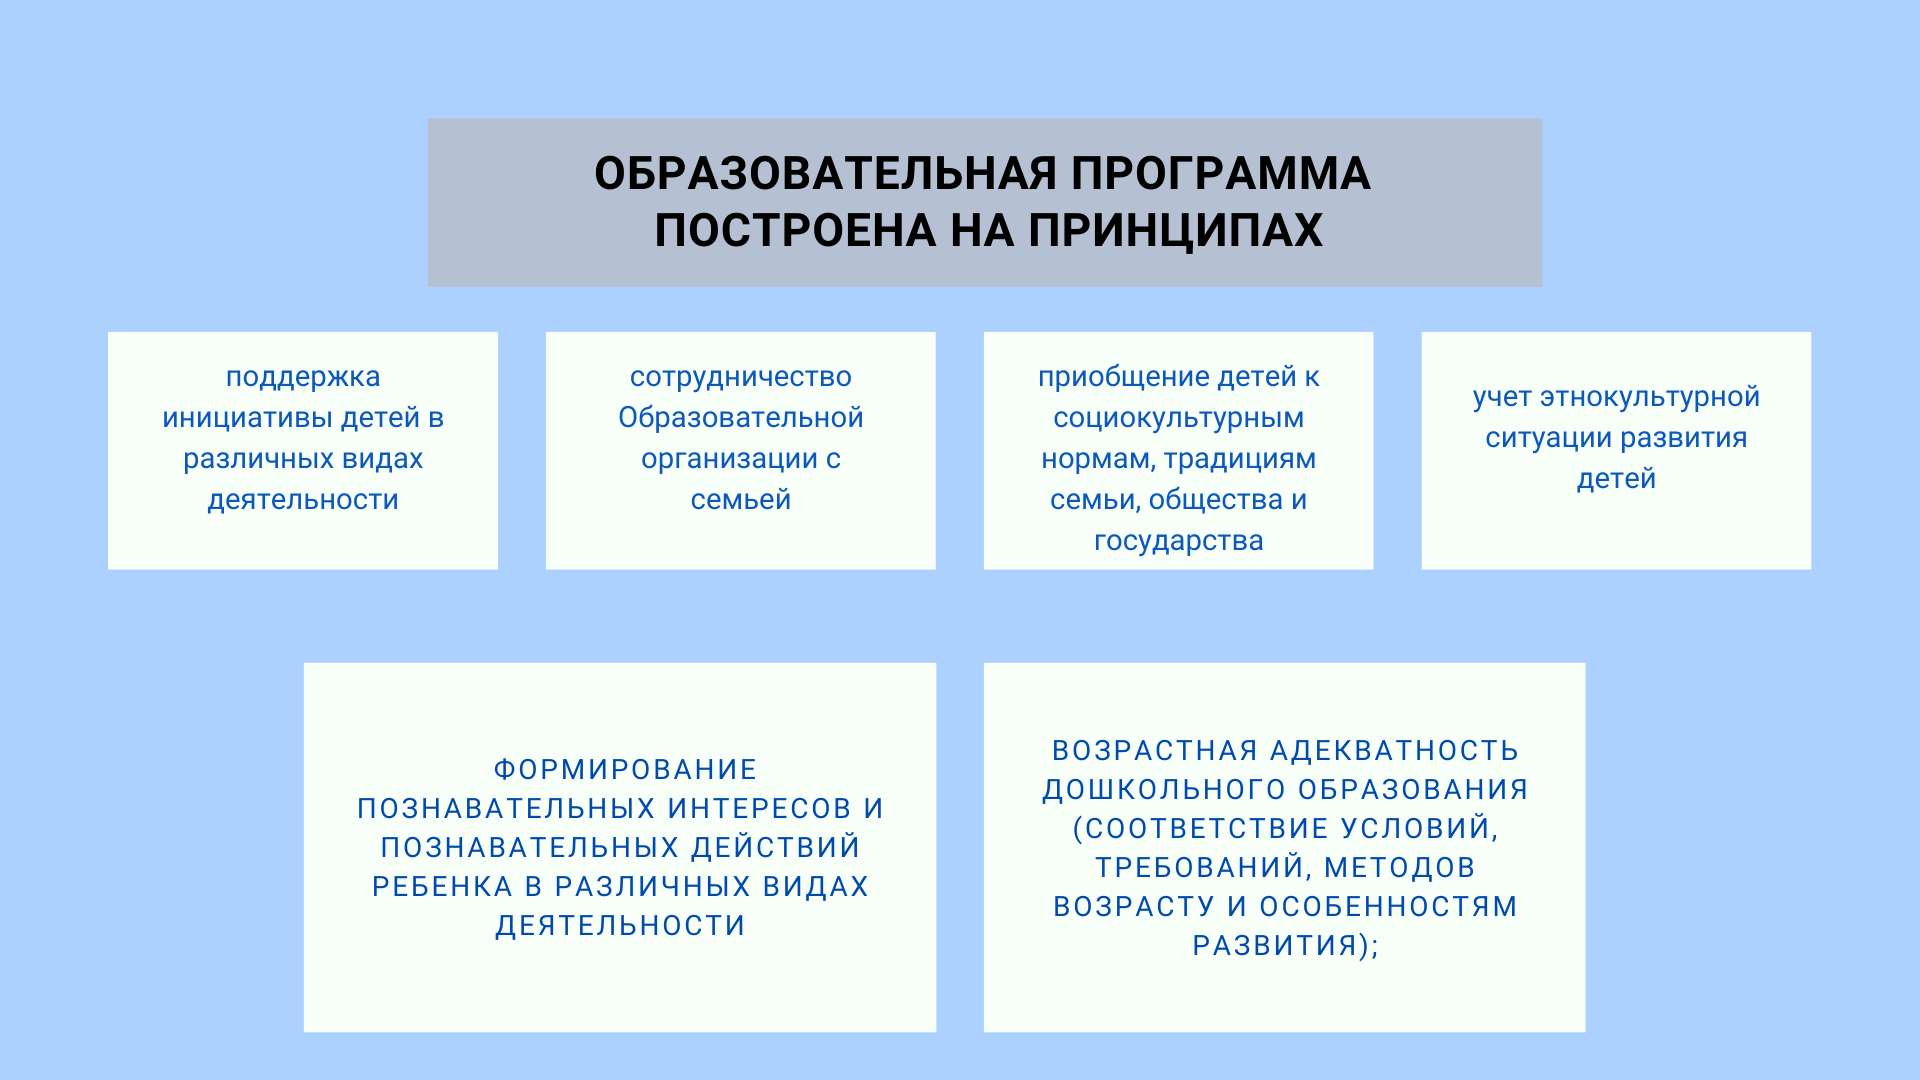 ОБРАЗОВАТЕЛЬНАЯ ПРОГРАММА
ПОСТРОЕНА НА ПРИНЦИПАХ
поддержка
инициативы детей в
различных видах
деятельности
сотрудничество
Образовательной
организации с
семьей
приобщение детей к
социокультурным
нормам, традициям
семьи, общества и
государства
учет этнокультурной
ситуации развития
детей
ФОРМИРОВАНИЕ
ПОЗНАВАТЕЛЬНЫХ ИНТЕРЕСОВ И
ПОЗНАВАТЕЛЬНЫХ ДЕЙСТВИЙ
РЕБЕНКА В РАЗЛИЧНЫХ ВИДАХ
ДЕЯТЕЛЬНОСТИ
ВОЗРАСТНАЯ АДЕКВАТНОСТЬ
ДОШКОЛЬНОГО ОБРАЗОВАНИЯ
(СООТВЕТСТВИЕ УСЛОВИЙ,
ТРЕБОВАНИЙ, МЕТОДОВ
ВОЗРАСТУ И ОСОБЕННОСТЯМ
РАЗВИТИЯ);